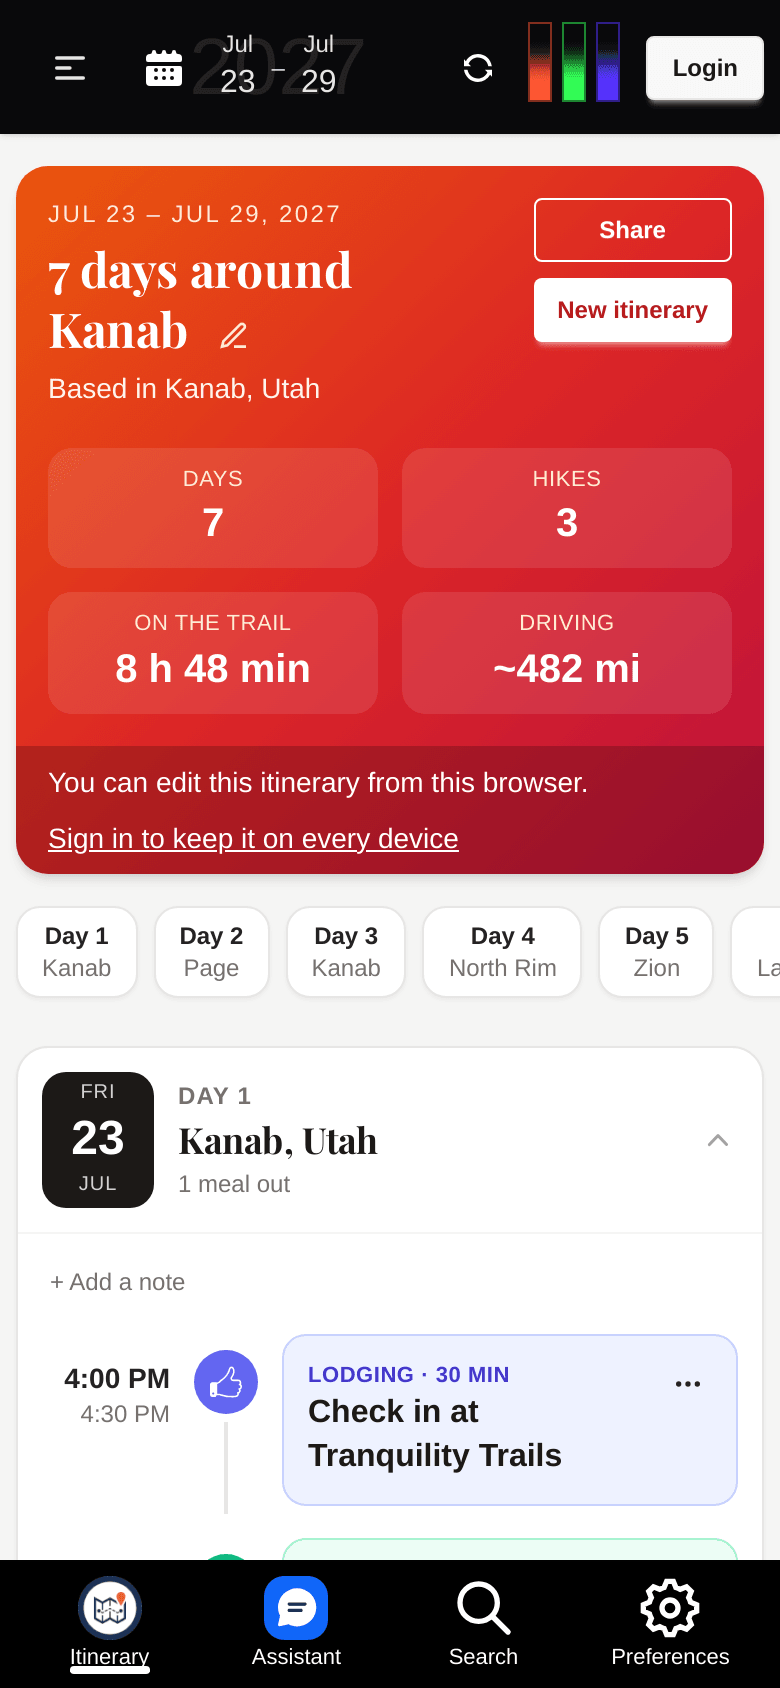 2027
Jul
23
–
Jul
29
Login
JUL 23 – JUL 29, 2027
7 days around
Kanab
Based in Kanab, Utah
Share
New itinerary
DAYS
7
HIKES
3
ON THE TRAIL
8 h 48 min
DRIVING
~482 mi
You can edit this itinerary from this browser.
Sign in to keep it on every device
Day 1
Kanab
Day 2
Page
Day 3
Kanab
Day 4
North Rim
Day 5
Zion
FRI
23
JUL
DAY 1
Kanab, Utah
1 meal out
+ Add a note
4:00 PM
4:30 PM
LODGING · 30 MIN
Check in at
Tranquility Trails
Itinerary
Assistant
Search
Preferences